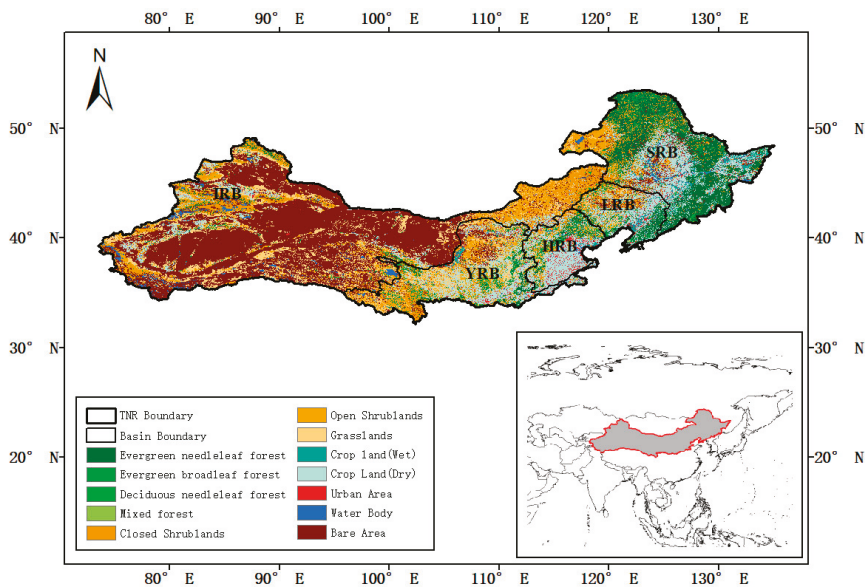 80° E 90° E 100° E 110° E 120° E 130° E
N
50° N 50° N
SRB
IRB
LRB
40° N HRB 40° N
YRB
30° N 30° N
TNR Boundary Open Shrublands
Basin Boundary Grasslands
Evergreen needleleaf forest Crop land(Wet)
20° N 20° N
Evergreen broadleaf forest Crop Land(Dry)
Deciduous needleleaf forest Urban Area
Mixed forest Water Body
Closed Shrublands Bare Area
80° E 90° E 100° E 110° E 120° E 130° E